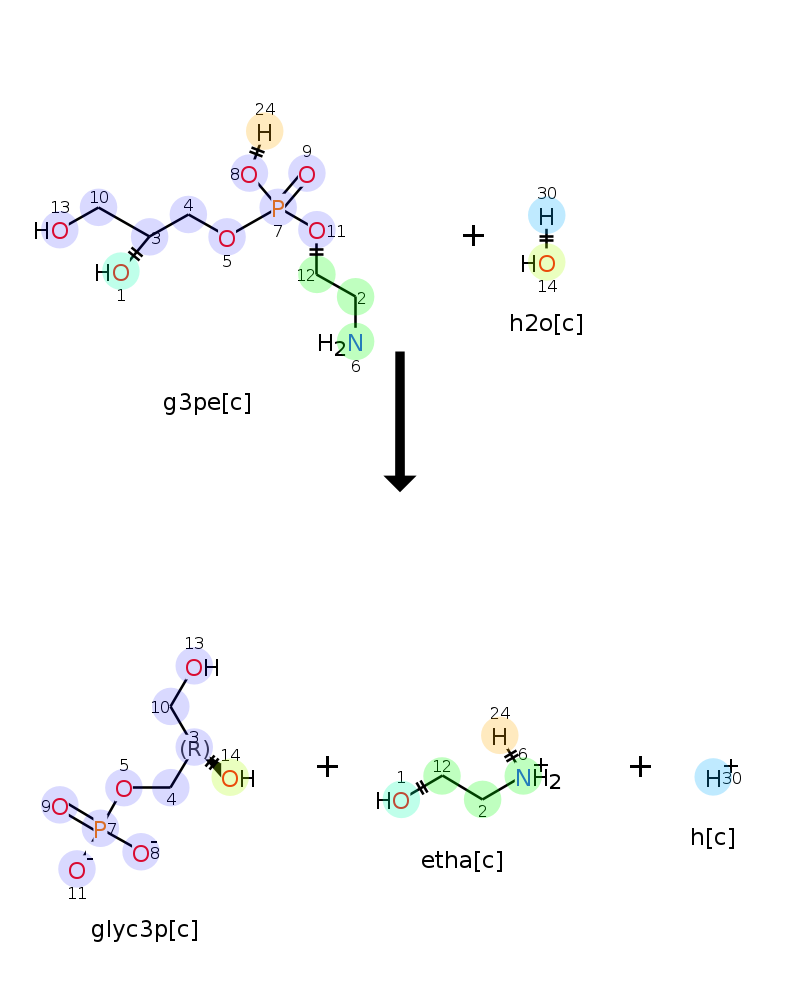 24
H
9
8 O O
10 4 P
13 7
HO 3 O O 11
5
HO
1
12
2
H2N
6
g3pe[c]
+
30
H
HO
14
h2o[c]
13
OH
10
3
(R) 14
5 OH
O
4
9 O
P 7
O- 8
O-
11
glyc3p[c]
+
24
H
6
12 +
1 NH2
HO
2
etha[c]
+
H+
30
h[c]